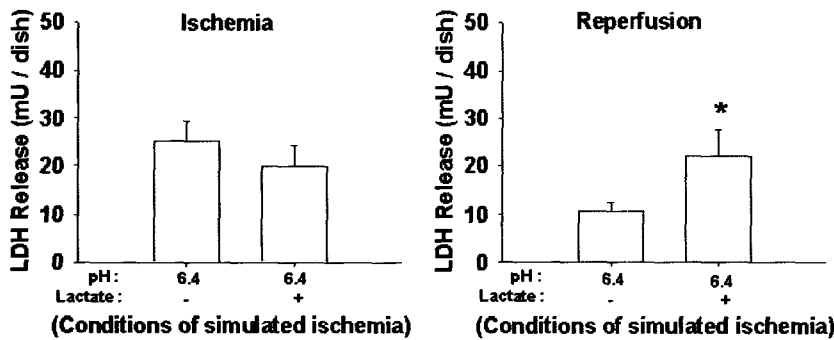 Ischemia
LDH Release (mU / dish)
50
40
30
20
10
0
pH : 6.4 6.4
Lactate : - +
(Conditions of simulated ischemia)
Reperfusion
LDH Release (mU / dish)
50
40
30
20
10
0
*
pH : 6.4 6.4
Lactate : - +
(Conditions of simulated ischemia)